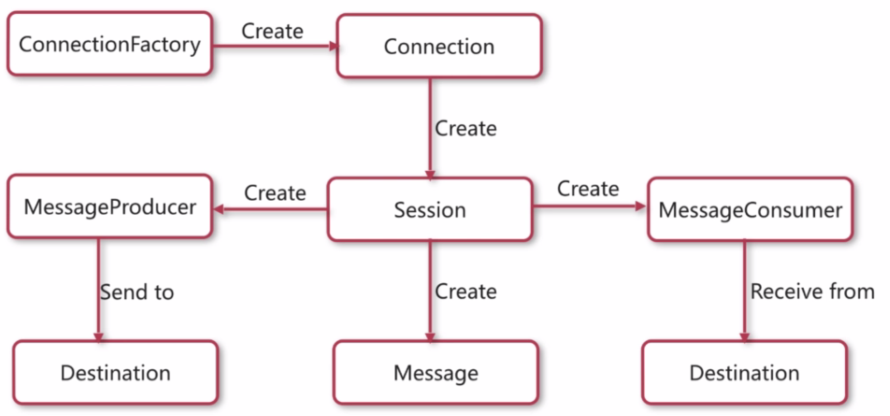 ConnectionFactory
Create
Connection
Create
MessageProducer
Create
Session
Create
MessageConsumer
Send to
Create
Receive from
Destination
Message
Destination